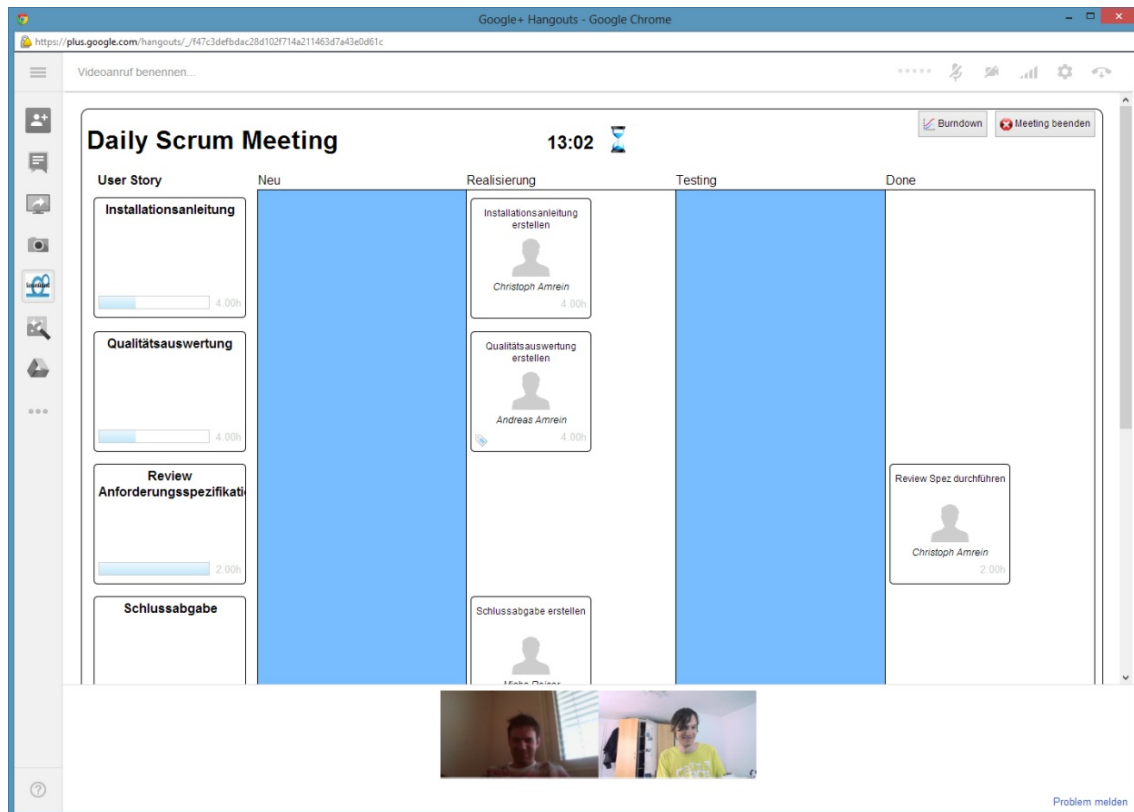 Google+ Hangouts - Google Chrome
https://plus.google.com/hangouts/_/f47c3defbdac28d102f714a211463d7a43e0d61c
Videoanruf benennen...
Daily Scrum Meeting
13:02
Burndown
Meeting beenden
User Story
Neu
Realisierung
Testing
Done
Installationsanleitung
4.00h
Installationsanleitung
erstellen
Christoph Amrein
4.00h
Qualitätsauswertung
4.00h
Qualitätsauswertung
erstellen
Andreas Amrein
4.00h
Review
Anforderungsspezifikati
2.00h
Review Spez durchführen
Christoph Amrein
2.00h
Schlussabgabe
Schlussabgabe erstellen
Problem melden